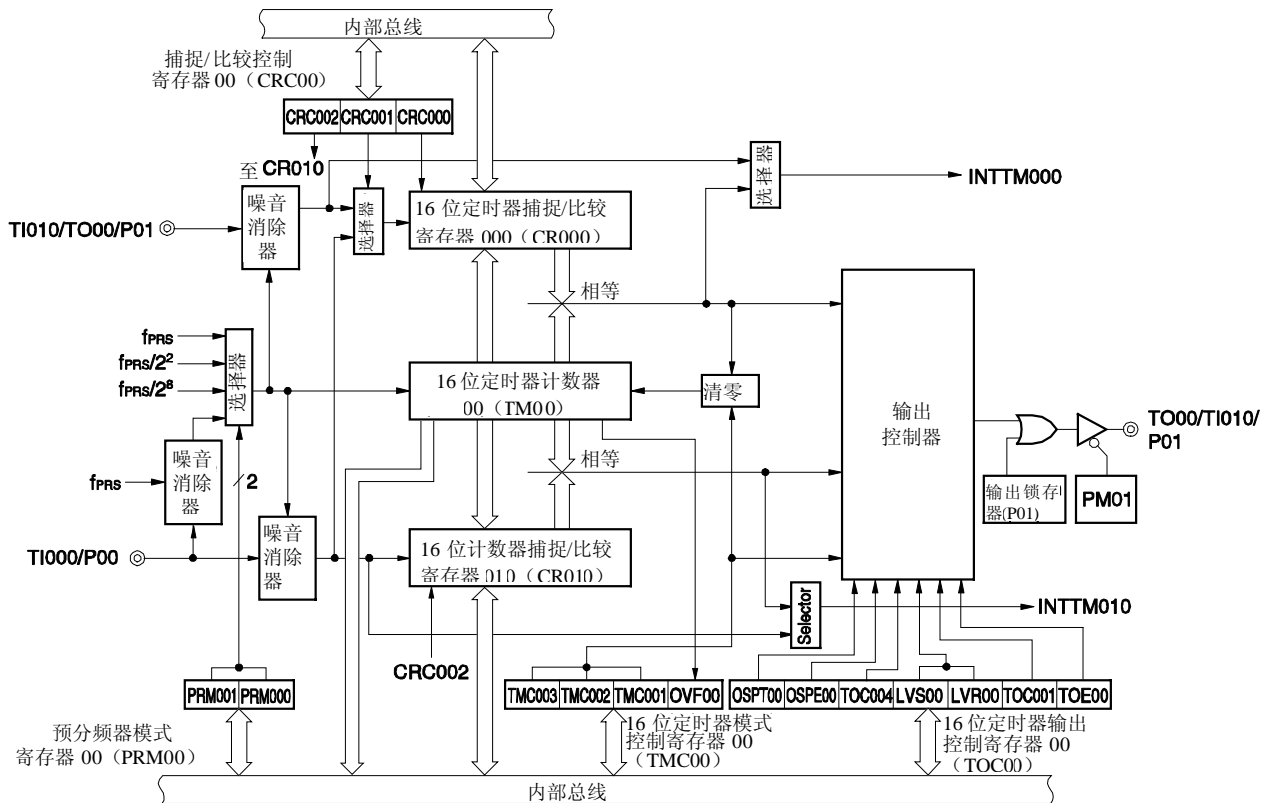 内部总线
捕捉/比较控制
寄存器 00（CRC00）
CRC002 CRC001 CRC000
至 CR010
噪音
消除
器
选择器
16 位定时器捕捉/比较
寄存器 000（CR000）
选择器
INTTM000
TI010/TO00/P01
相等
fPRS
fPRS/2²
fPRS/2⁸
选择器
16 位定时器计数器
00（TM00）
清零
输出
控制器
TO00/TI010/
P01
噪音
消除
器
fPRS
2
相等
输出锁存
器(P01)
PM01
噪音
消除
器
TI000/P00
16 位计数器捕捉/比较
寄存器 010（CR010）
Selector
INTTM010
CRC002
PRM001 PRM000
TMC003 TMC002 TMC001 OVF00
OSPT00 OSPE00 TOC004 LVS00 LVR00 TOC001 TOE00
预分频器模式
寄存器 00（PRM00）
16 位定时器模式
控制寄存器 00
（TMC00）
16 位定时器输出
控制寄存器 00
（TOC00）
内部总线